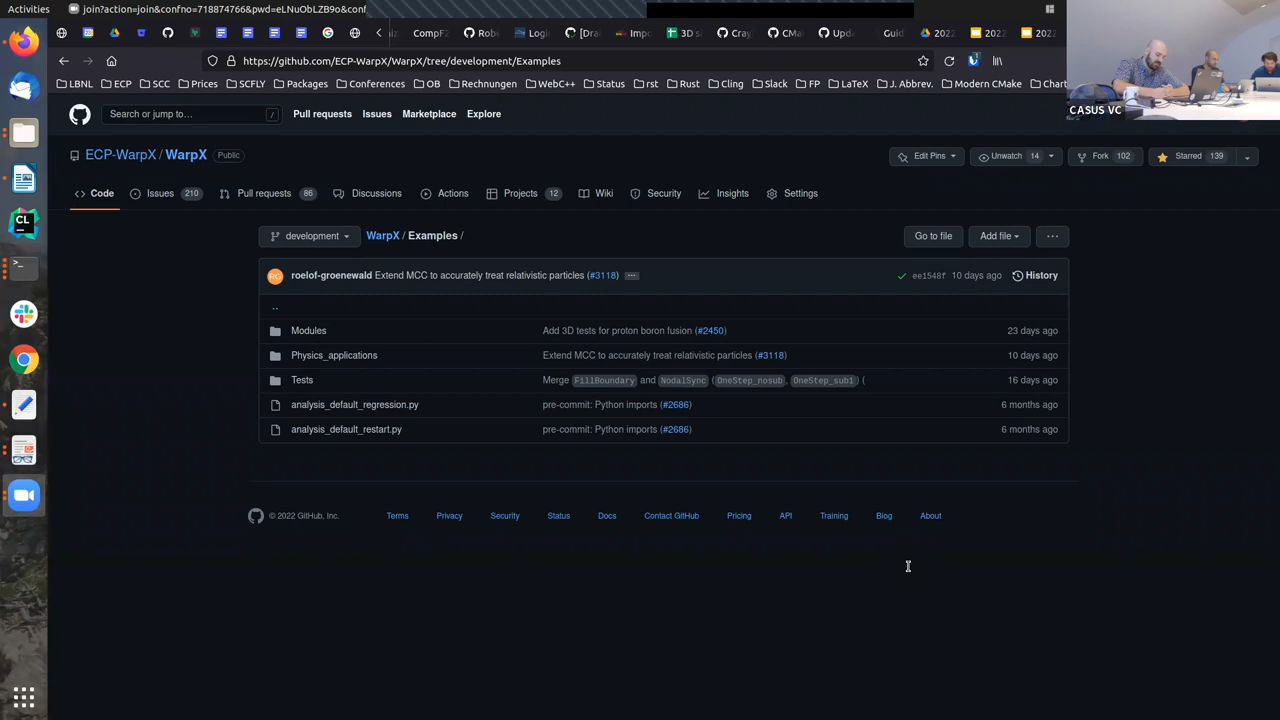 Activities
join?action=join&confno=718874766&pwd=eLNuObLZB9o&conf
CompF Rob Login [Dra Impo 3D s Cray CMa Upda Guid 2022 2022 2022
https://github.com/ECP-WarpX/WarpX/tree/development/Examples
LBNL ECP SCC Prices SCFLY Packages Conferences OB Rechnungen WebC++ Status rst Rust Cling Slack FP LaTeX J. Abbrev. Modern CMake Chart
CASUS VC
Search or jump to… /
Pull requests Issues Marketplace Explore
ECP-WarpX / WarpX Public
Edit Pins Unwatch 14 Fork 102 Starred 139
Code Issues 210 Pull requests 86 Discussions Actions Projects 12 Wiki Security Insights Settings
development WarpX / Examples /
Go to file Add file ...
RG roelof-groenewald Extend MCC to accurately treat relativistic particles (#3118) ... ee1548f 10 days ago History
..
Modules Add 3D tests for proton boron fusion (#2450) 23 days ago
Physics_applications Extend MCC to accurately treat relativistic particles (#3118) 10 days ago
Tests Merge FillBoundary and NodalSync (OneStep_nosub, OneStep_sub1) ( 16 days ago
analysis_default_regression.py pre-commit: Python imports (#2686) 6 months ago
analysis_default_restart.py pre-commit: Python imports (#2686) 6 months ago
© 2022 GitHub, Inc. Terms Privacy Security Status Docs Contact GitHub Pricing API Training Blog About